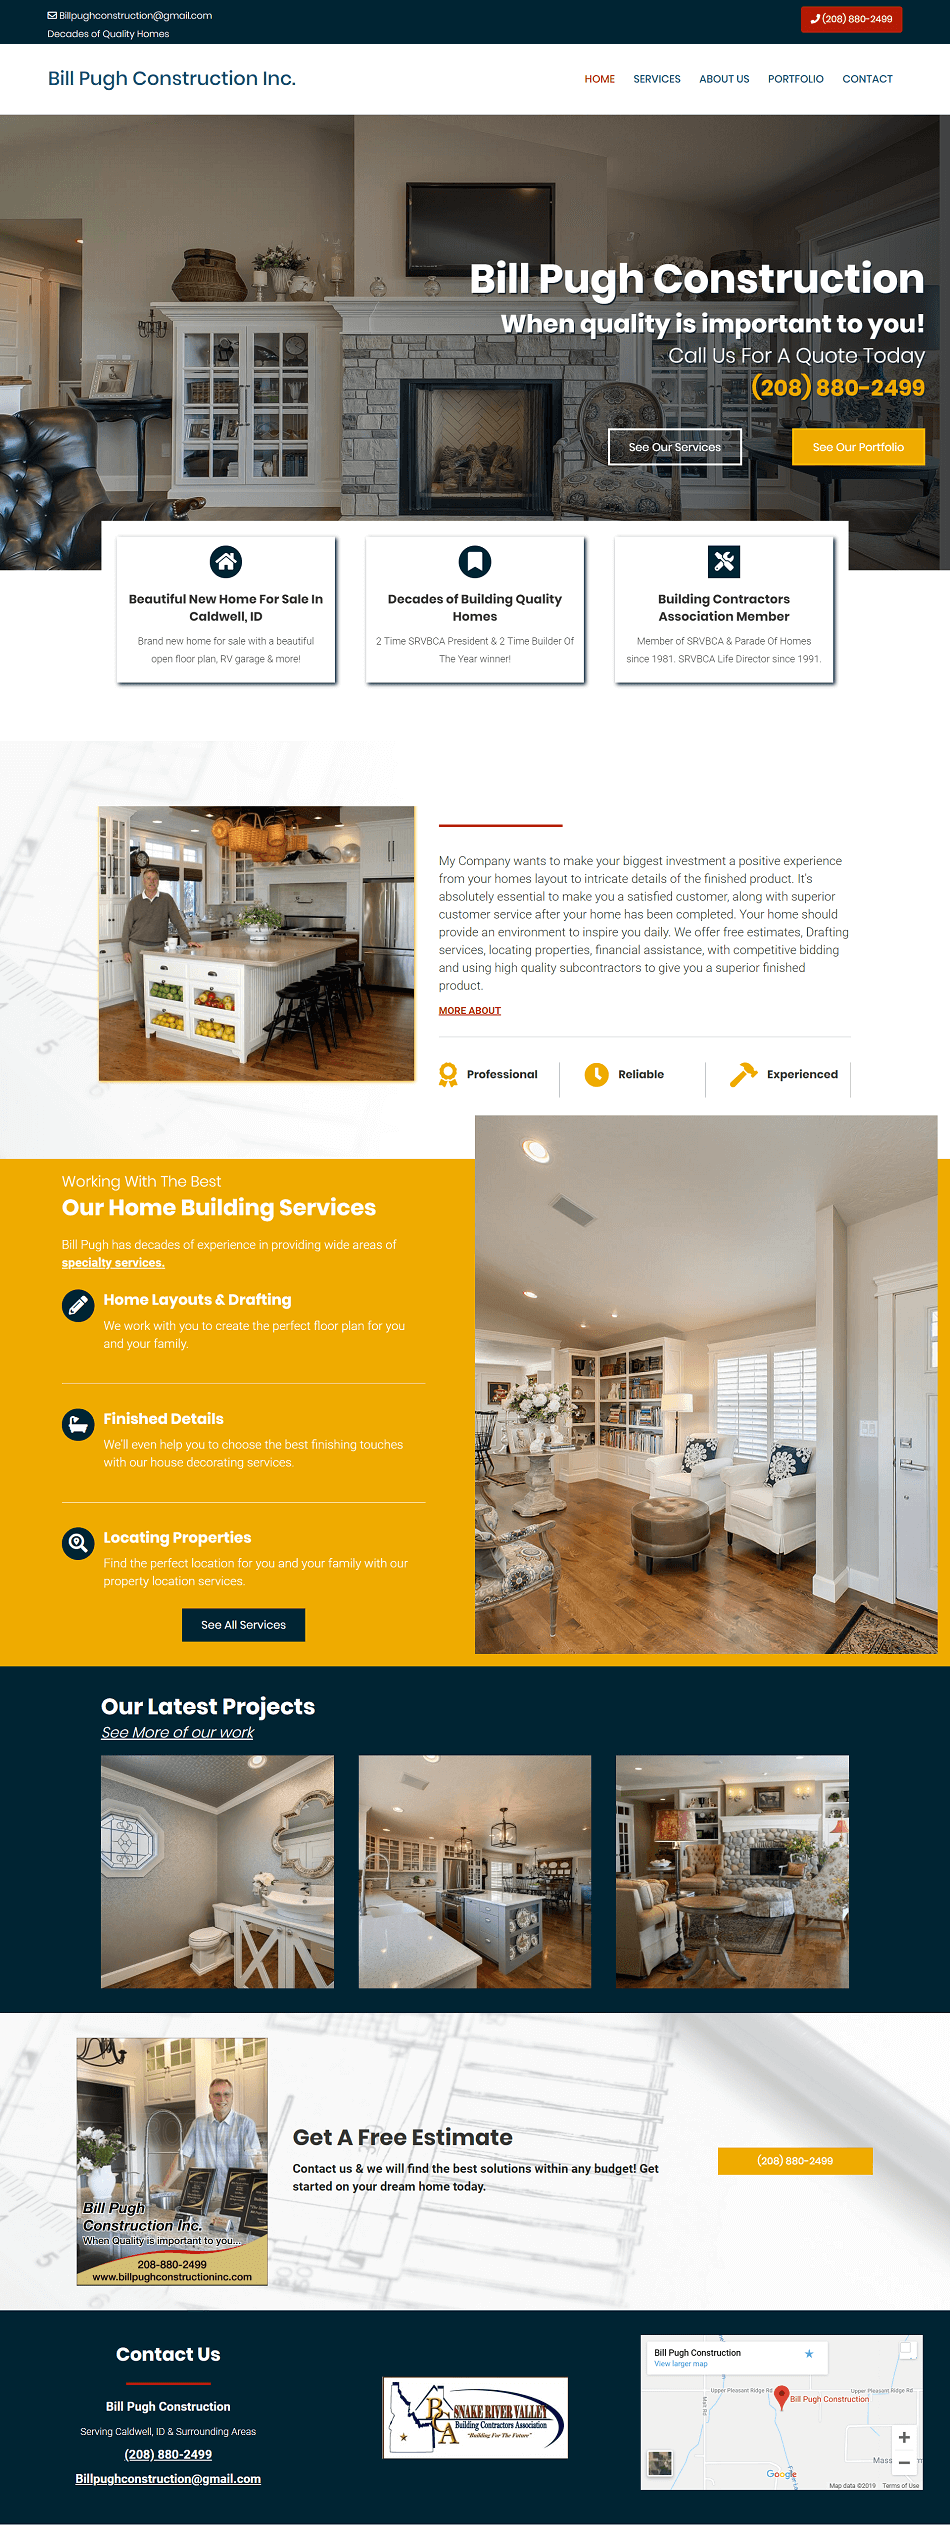 Billpughconstruction@gmail.com
(208) 880-2499
Decades of Quality Homes
Bill Pugh Construction Inc.
HOME SERVICES ABOUT US PORTFOLIO CONTACT
Bill Pugh Construction
When quality is important to you!
Call Us For A Quote Today
(208) 880-2499
See Our Services
See Our Portfolio
Beautiful New Home For Sale In
Caldwell, ID
Brand new home for sale with a beautiful
open floor plan, RV garage & more!
Decades of Building Quality
Homes
2 Time SRVBCA President & 2 Time Builder Of
The Year winner!
Building Contractors
Association Member
Member of SRVBCA & Parade Of Homes
since 1981. SRVBCA Life Director since 1991.
My Company wants to make your biggest investment a positive experience
from your homes layout to intricate details of the finished product. It's
absolutely essential to make you a satisfied customer, along with superior
customer service after your home has been completed. Your home should
provide an environment to inspire you daily. We offer free estimates, Drafting
services, locating properties, financial assistance, with competitive bidding
and using high quality subcontractors to give you a superior finished
product.
MORE ABOUT
Professional
Reliable
Experienced
Working With The Best
Our Home Building Services
Bill Pugh has decades of experience in providing wide areas of
specialty services.
Home Layouts & Drafting
We work with you to create the perfect floor plan for you
and your family.
Finished Details
We'll even help you to choose the best finishing touches
with our house decorating services.
Locating Properties
Find the perfect location for you and your family with our
property location services.
See All Services
Our Latest Projects
See More of our work
Bill Pugh
Construction Inc.
When Quality is important to you...
208-880-2499
www.billpughconstructioninc.com
Get A Free Estimate
Contact us & we will find the best solutions within any budget! Get
started on your dream home today.
(208) 880-2499
Contact Us
Bill Pugh Construction
Serving Caldwell, ID & Surrounding Areas
(208) 880-2499
Billpughconstruction@gmail.com
BCA
SNAKE RIVER VALLEY
Building Contractors Association
"Building For The Future"
Bill Pugh Construction
View larger map
Upper Pleasant Ridge Rd
Upper Pleasant Ridge Rd
Bill Pugh Construction
Google
Map data ©2019 Terms of Use